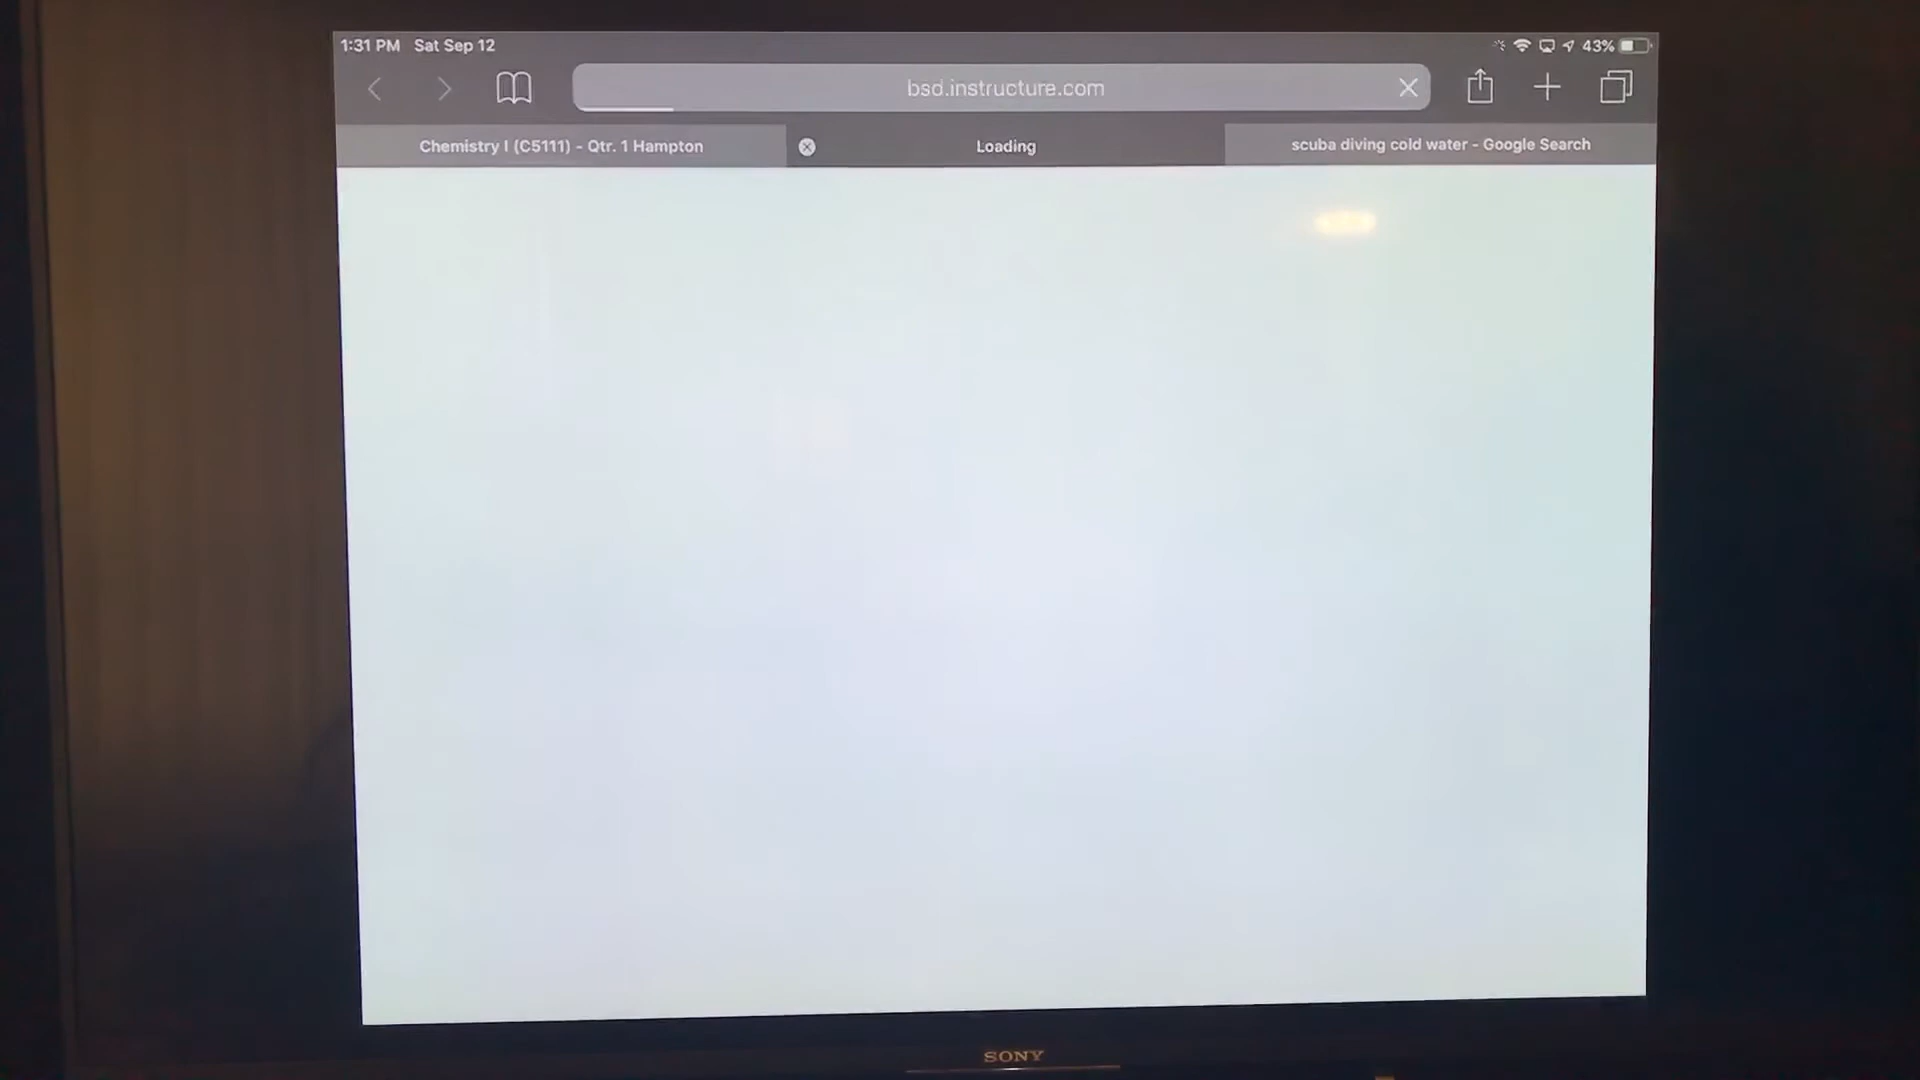 1:31 PM Sat Sep 12
43%
bsd.instructure.com
Chemistry I (C5111) - Qtr. 1 Hampton
Loading
scuba diving cold water - Google Search
SONY